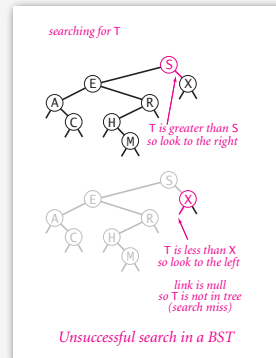 searching for T
S
E
X
A
R
C
H
M
T is greater than S
so look to the right
S
E
X
A
R
C
H
M
T is less than X
so look to the left
link is null
so T is not in tree
(search miss)
Unsuccessful search in a BST